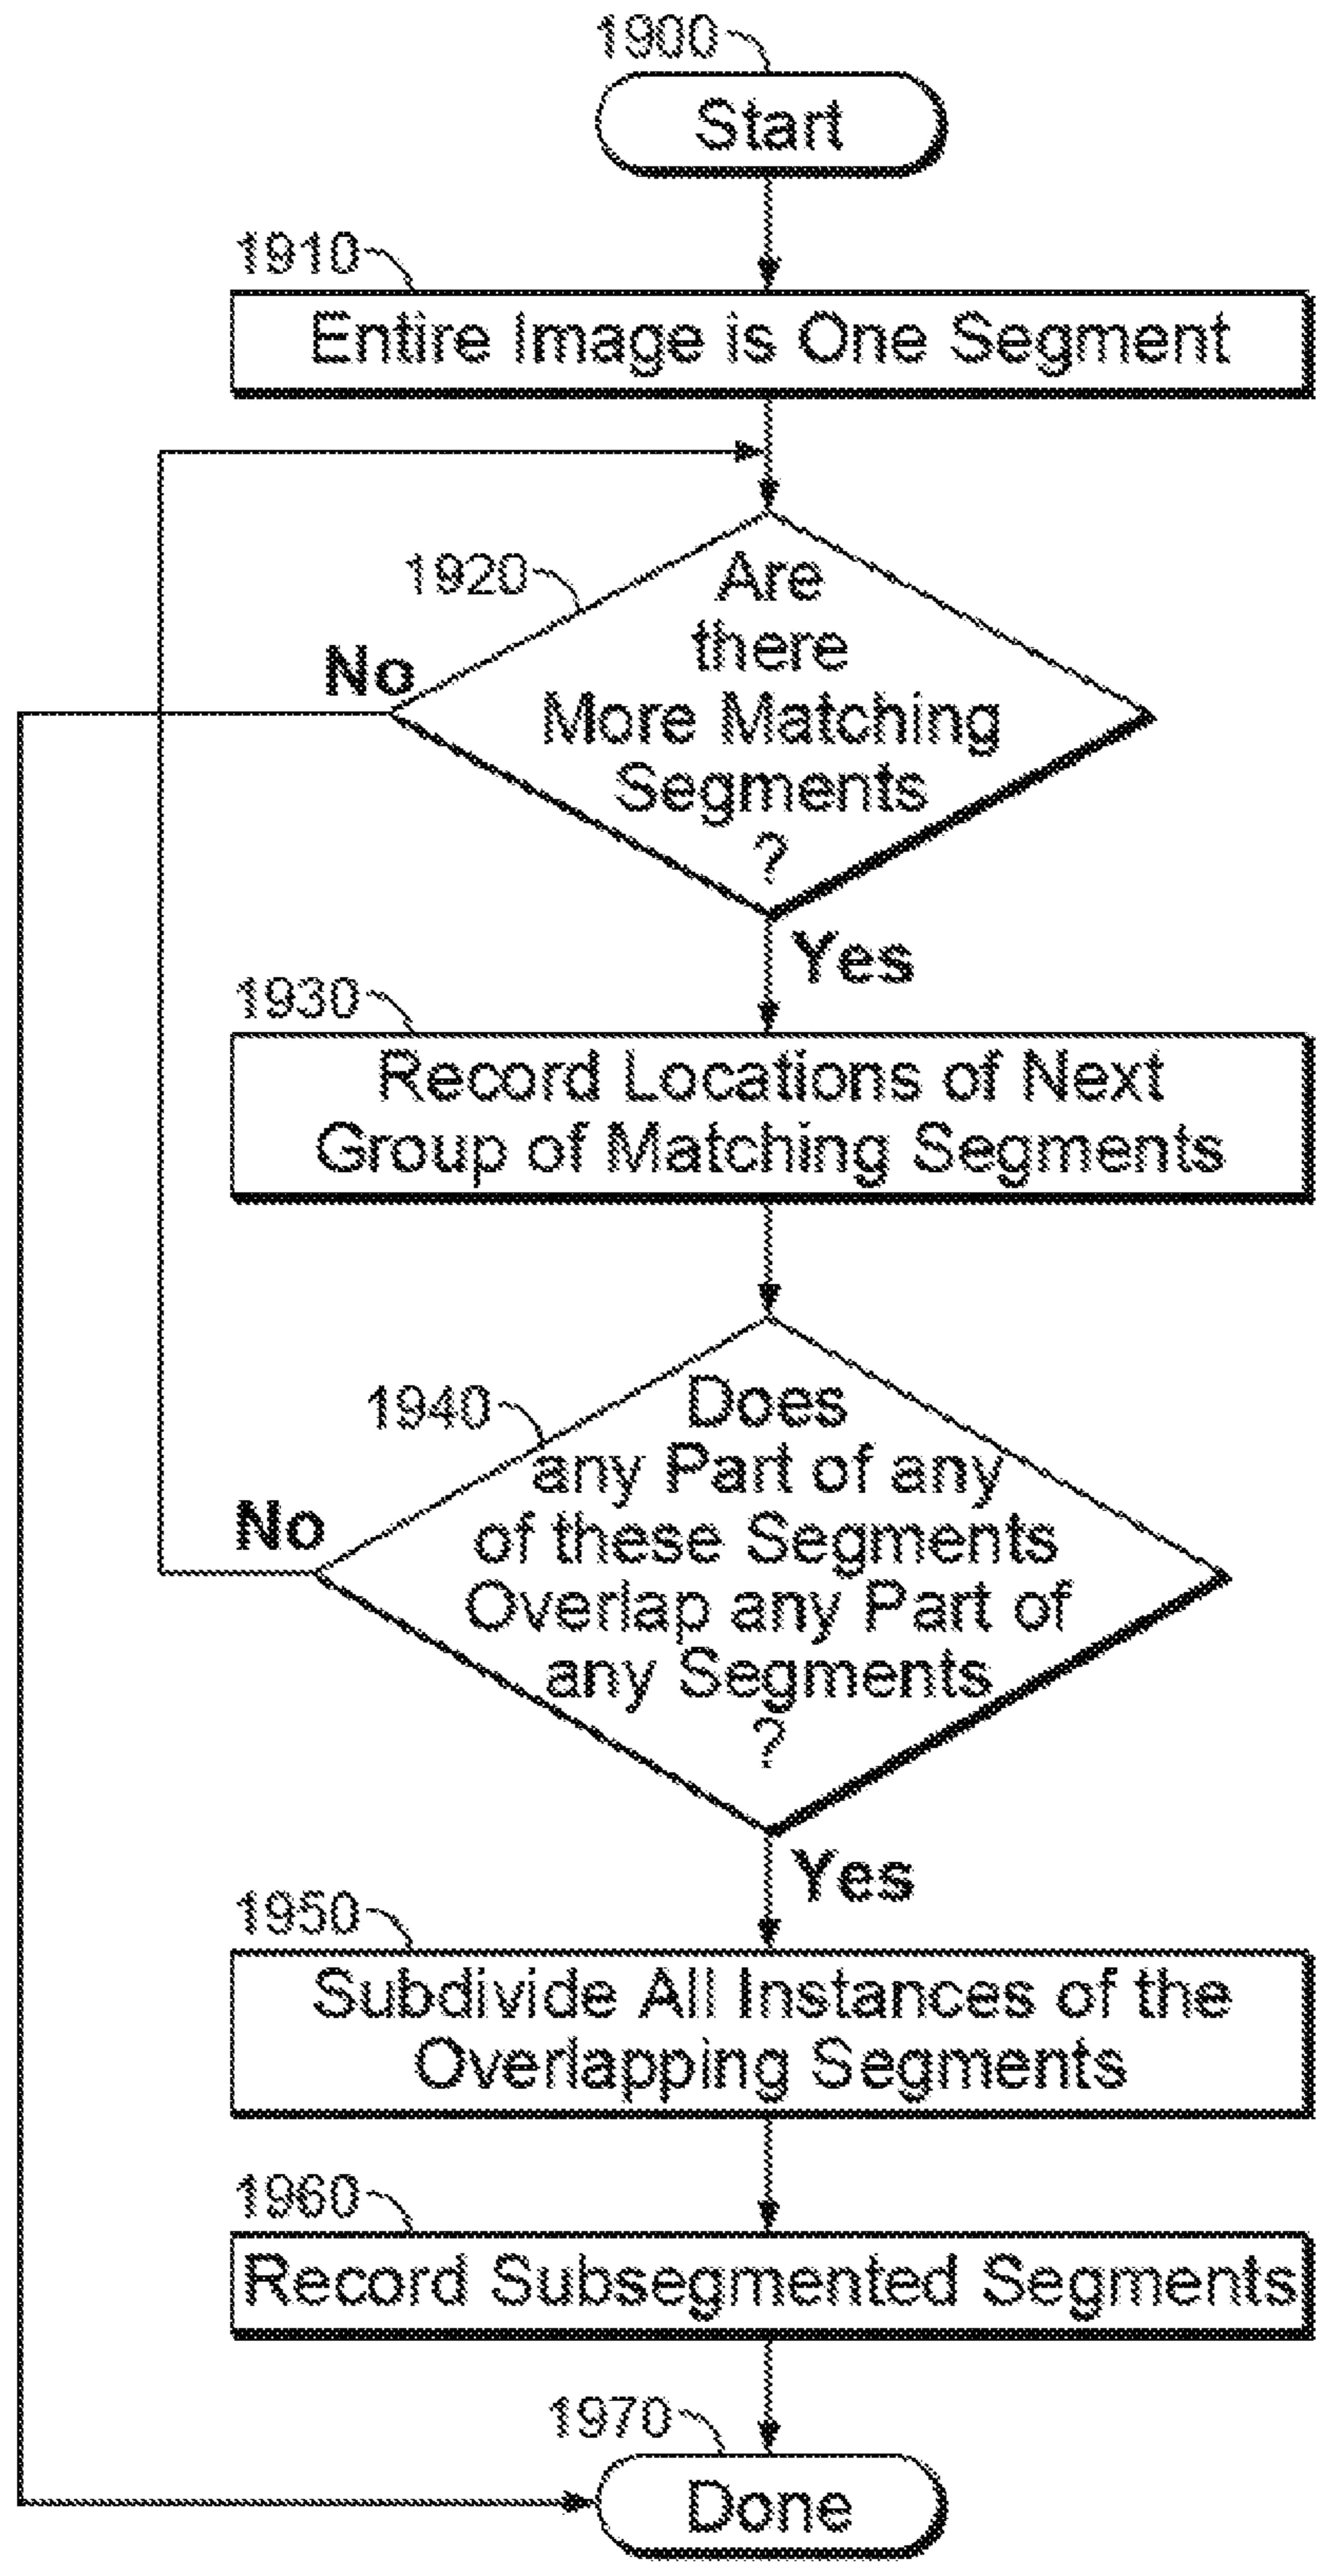 1900
Start
1910
Entire Image is One Segment
1920
Are
there
More Matching
Segments
?
No
Yes
1930
Record Locations of Next
Group of Matching Segments
1940
Does
any Part of any
of these Segments
Overlap any Part of
any Segments
?
No
Yes
1950
Subdivide All Instances of the
Overlapping Segments
1960
Record Subsegmented Segments
1970
Done